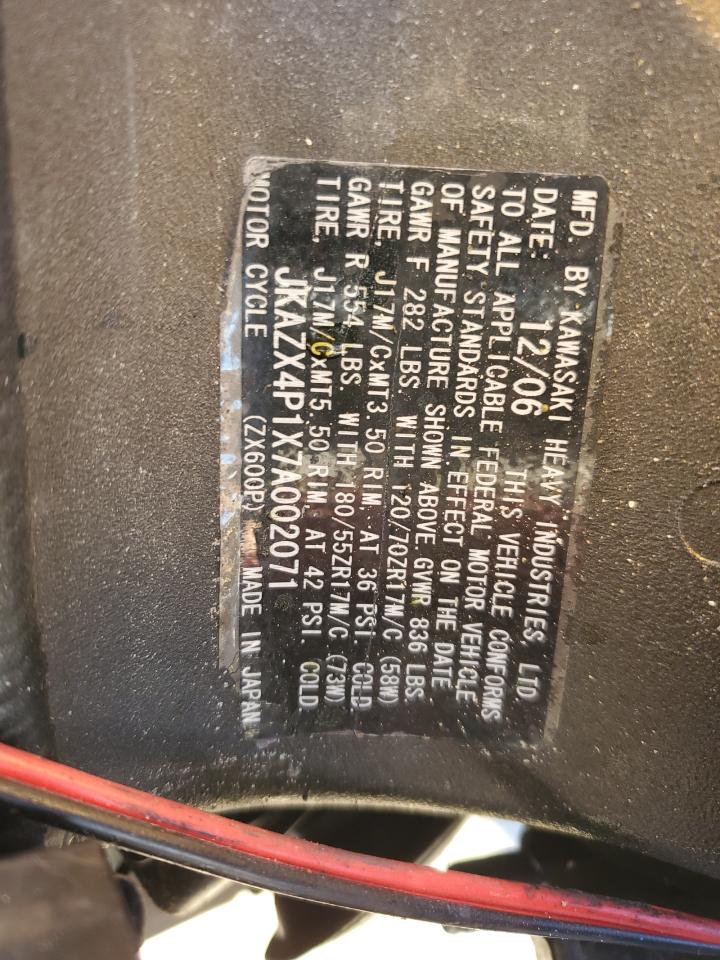 MFD. BY KAWASAKI HEAVY INDUSTRIES, LTD.
DATE: 12/06 THIS VEHICLE CONFORMS
TO ALL APPLICABLE FEDERAL MOTOR VEHICLE
SAFETY STANDARDS IN EFFECT ON THE DATE
OF MANUFACTURE SHOWN ABOVE. GVWR 836 LBS.
GAWR F 282 LBS. WITH 120/70ZR17M/C (58W)
TIRE, J17M/CxMT3.50 RIM, AT 36 PSI COLD.
GAWR R 554 LBS. WITH 180/55ZR17M/C (73W)
TIRE, J17M/CxMT5.50 RIM, AT 42 PSI COLD.
JKAZX4P1X7A002071
MOTOR CYCLE (ZX600P) MADE IN JAPAN